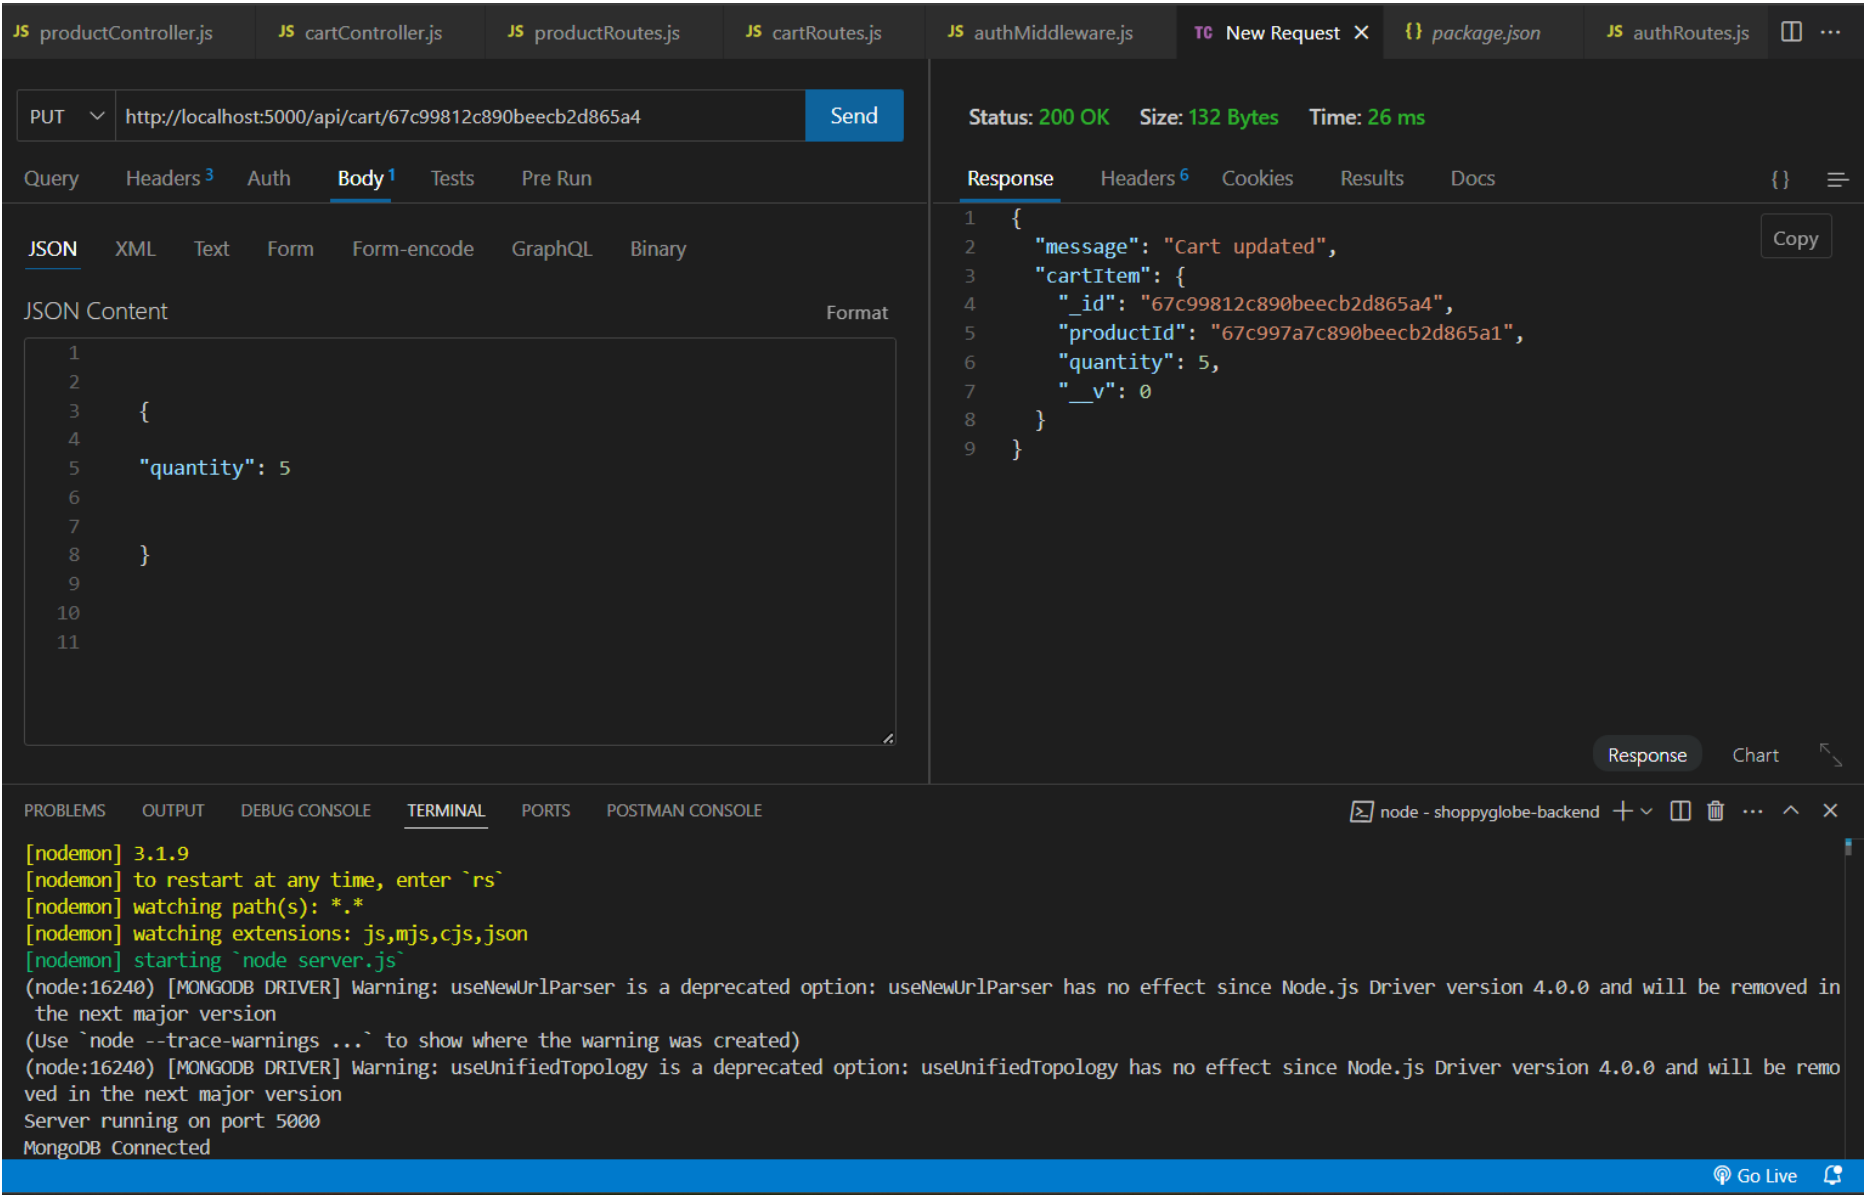 JS productController.js JS cartController.js JS productRoutes.js JS cartRoutes.js JS authMiddleware.js TC New Request {} package.json JS authRoutes.js ...
PUT http://localhost:5000/api/cart/67c99812c890beecb2d865a4 Send
Status: 200 OK Size: 132 Bytes Time: 26 ms
Query Headers 3 Auth Body 1 Tests Pre Run
Response Headers 6 Cookies Results Docs {}
JSON XML Text Form Form-encode GraphQL Binary
JSON Content Format
1
2
3 {
4
5 "quantity": 5
6
7
8 }
9
10
11
Copy
1 {
2 "message": "Cart updated",
3 "cartItem": {
4 "_id": "67c99812c890beecb2d865a4",
5 "productId": "67c997a7c890beecb2d865a1",
6 "quantity": 5,
7 "__v": 0
8 }
9 }
Response Chart
PROBLEMS OUTPUT DEBUG CONSOLE TERMINAL PORTS POSTMAN CONSOLE node - shoppyglobe-backend ...
[nodemon] 3.1.9
[nodemon] to restart at any time, enter `rs`
[nodemon] watching path(s): *.*
[nodemon] watching extensions: js,mjs,cjs,json
[nodemon] starting `node server.js`
(node:16240) [MONGODB DRIVER] Warning: useNewUrlParser is a deprecated option: useNewUrlParser has no effect since Node.js Driver version 4.0.0 and will be removed in
the next major version
(Use `node --trace-warnings ...` to show where the warning was created)
(node:16240) [MONGODB DRIVER] Warning: useUnifiedTopology is a deprecated option: useUnifiedTopology has no effect since Node.js Driver version 4.0.0 and will be remo
ved in the next major version
Server running on port 5000
MongoDB Connected
Go Live